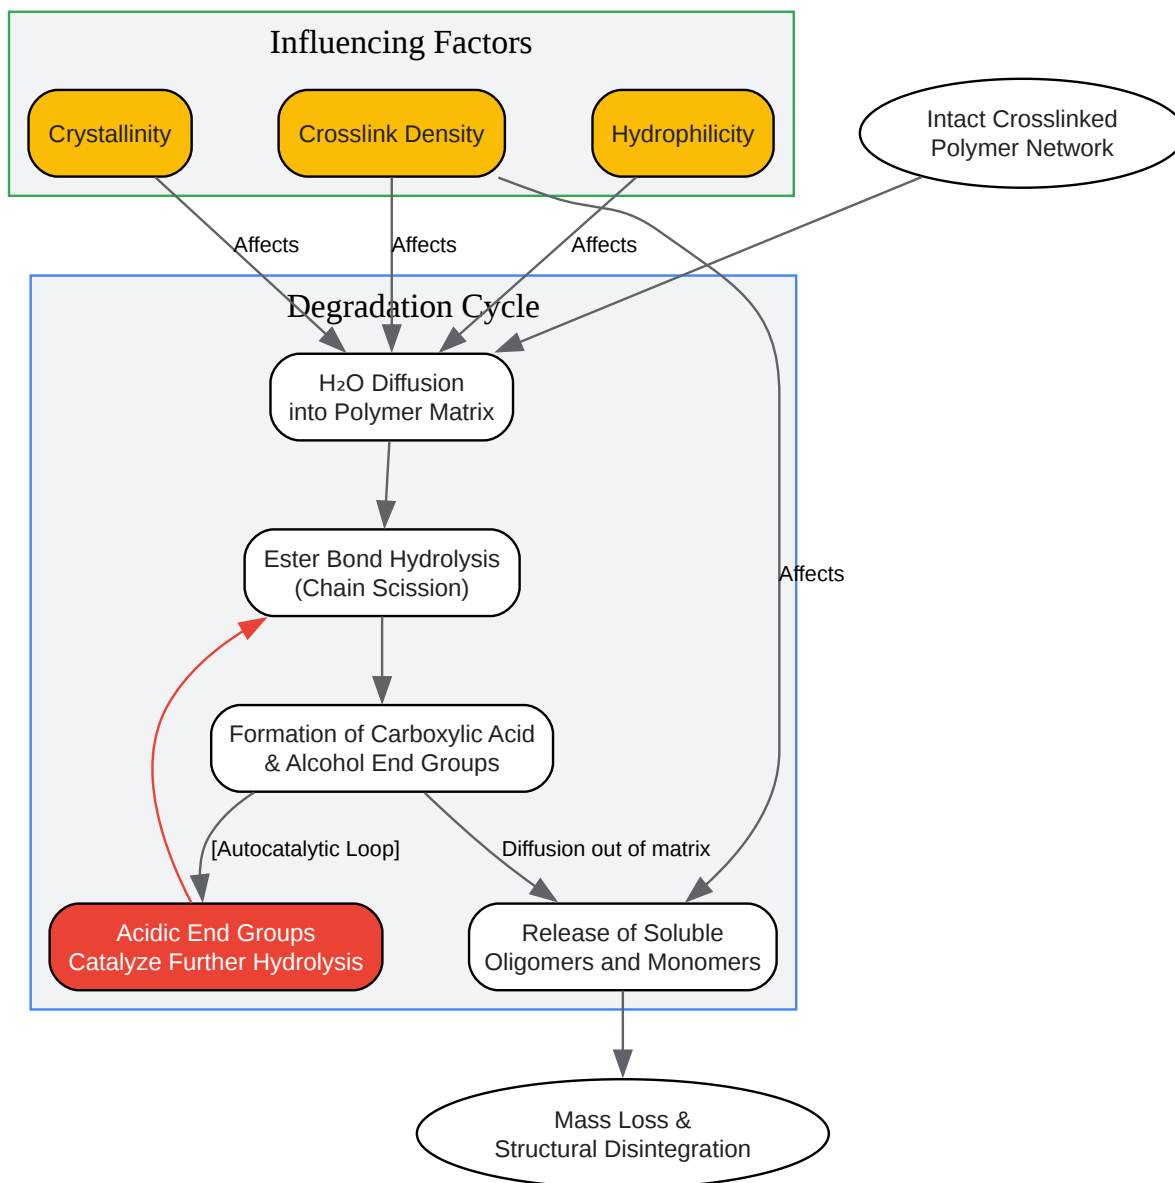 Influencing Factors
Crystallinity
Crosslink Density
Hydrophilicity
Intact Crosslinked
Polymer Network
Affects
Affects
Affects
Degradation Cycle
H₂O Diffusion
into Polymer Matrix
Ester Bond Hydrolysis
(Chain Scission)
Affects
Formation of Carboxylic Acid
& Alcohol End Groups
[Autocatalytic Loop]
Diffusion out of matrix
Acidic End Groups
Catalyze Further Hydrolysis
Release of Soluble
Oligomers and Monomers
Mass Loss &
Structural Disintegration